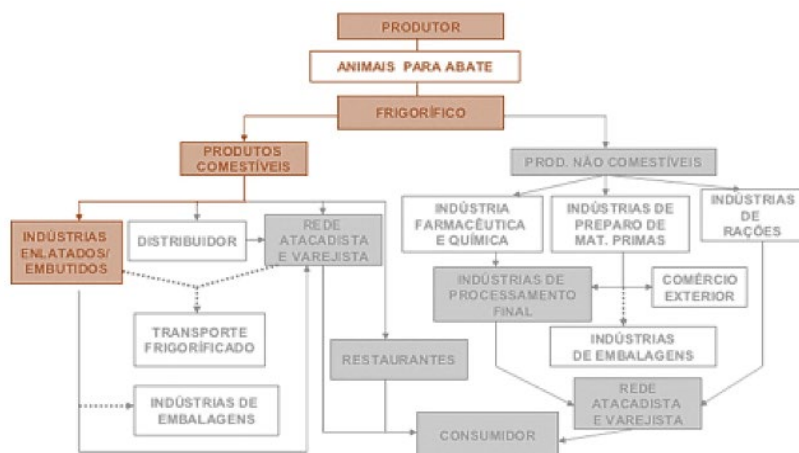 PRODUTOR
ANIMAIS PARA ABATE
FRIGORÍFICO
PRODUTOS
COMESTÍVEIS
PROD. NÃO COMESTÍVEIS
INDÚSTRIAS
ENLATADOS/
EMBUTIDOS
DISTRIBUIDOR
REDE
ATACADISTA
E VAREJISTA
INDÚSTRIA
FARMACÊUTICA
E QUÍMICA
INDÚSTRIAS DE
PREPARO DE
MAT. PRIMAS
INDÚSTRIAS
DE
RAÇÕES
INDÚSTRIAS DE
PROCESSAMENTO
FINAL
COMÉRCIO
EXTERIOR
TRANSPORTE
FRIGORÍFICADO
RESTAURANTES
INDÚSTRIAS
DE EMBALAGENS
INDÚSTRIAS DE
EMBALAGENS
REDE
ATACADISTA
E VAREJISTA
CONSUMIDOR